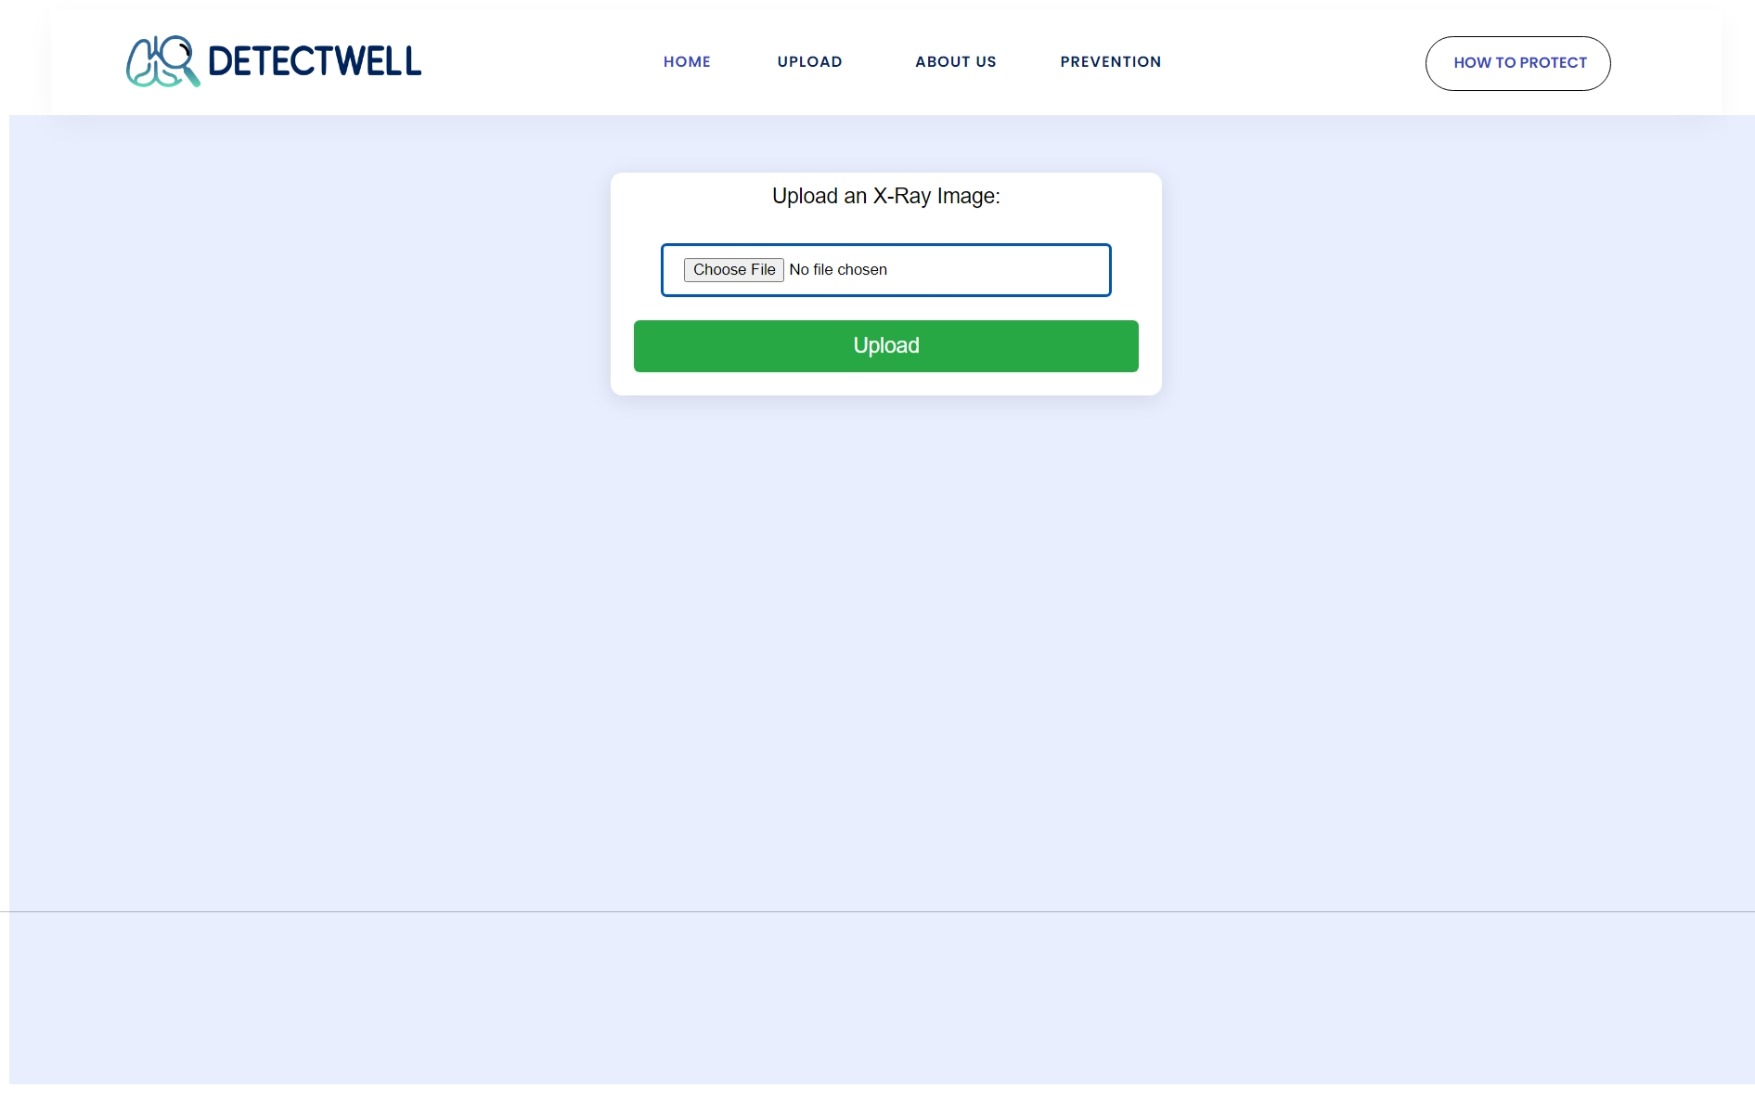 DETECTWELL
HOME UPLOAD ABOUT US PREVENTION
HOW TO PROTECT
Upload an X-Ray Image:
Choose File No file chosen
Upload